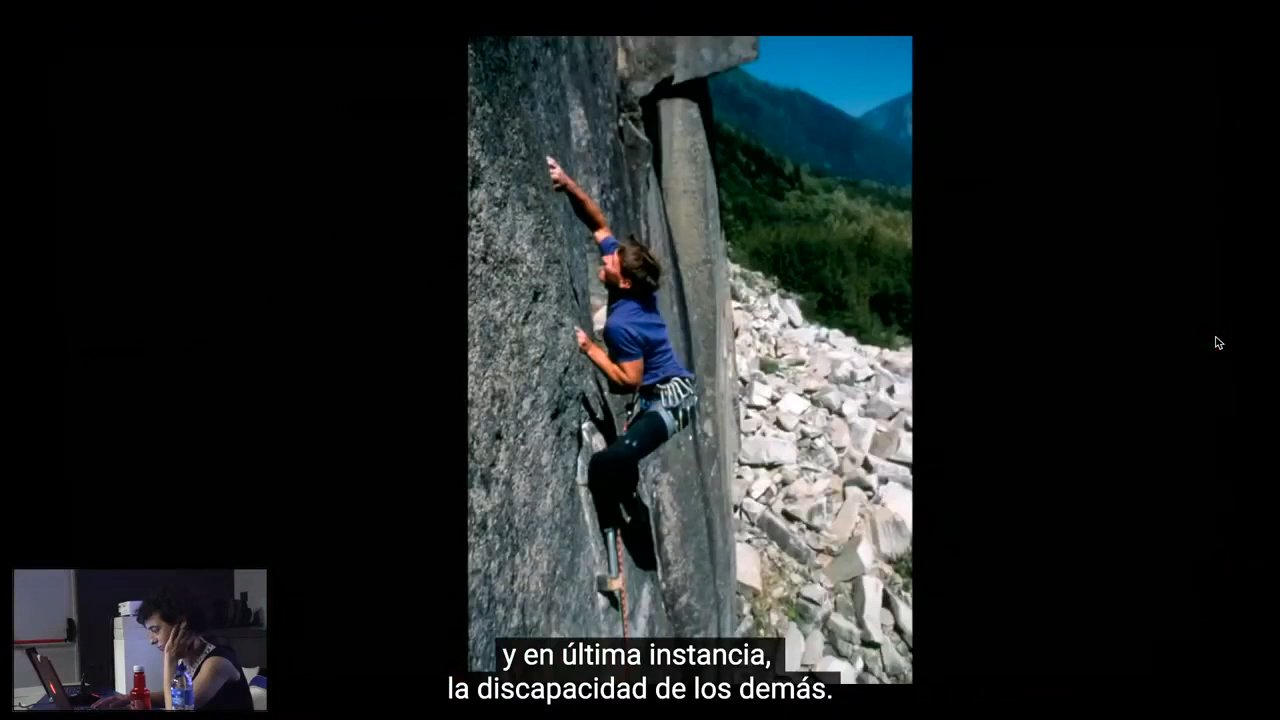 y en última instancia,
la discapacidad de los demás.